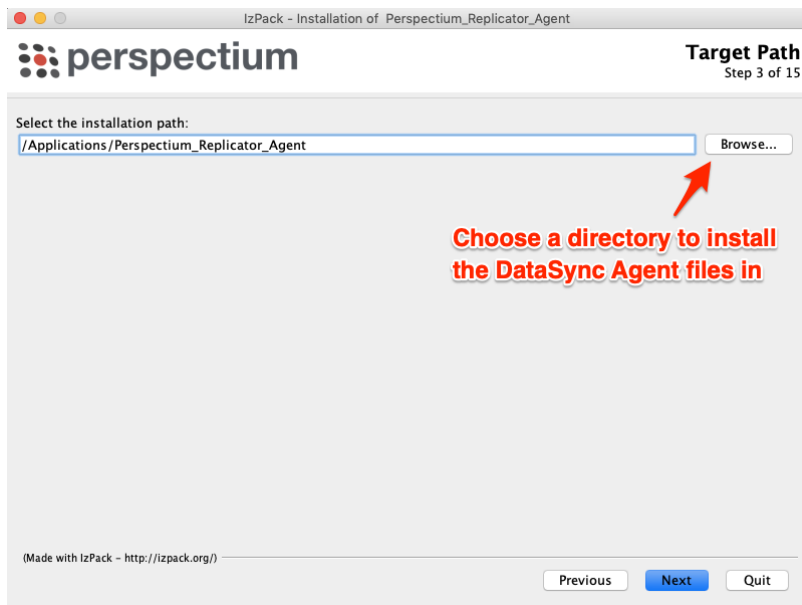 IzPack - Installation of Perspectium_Replicator_Agent
perspectium
Target Path
Step 3 of 15
Select the installation path:
/Applications/Perspectium_Replicator_Agent
Browse...
Choose a directory to install
the DataSync Agent files in
(Made with IzPack - http://izpack.org/)
Previous
Next
Quit